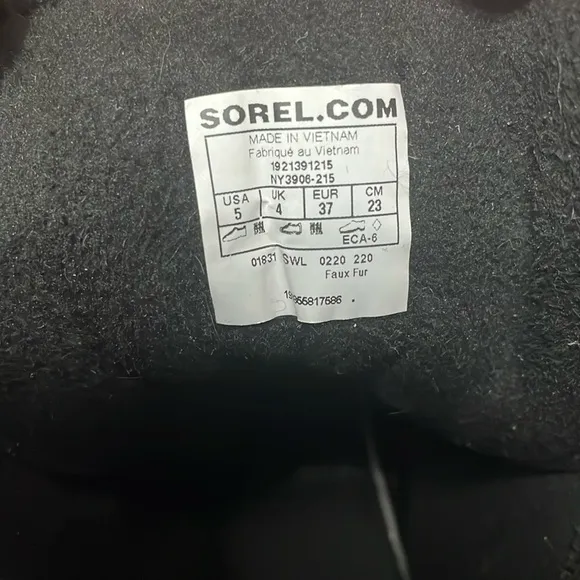 SOREL.COM
MADE IN VIETNAM
Fabriqué au Vietnam
1921391215
NY3906-215
USA UK EUR CM
5 4 37 23
ECA-6
01831 SWL 0220 220
Faux Fur